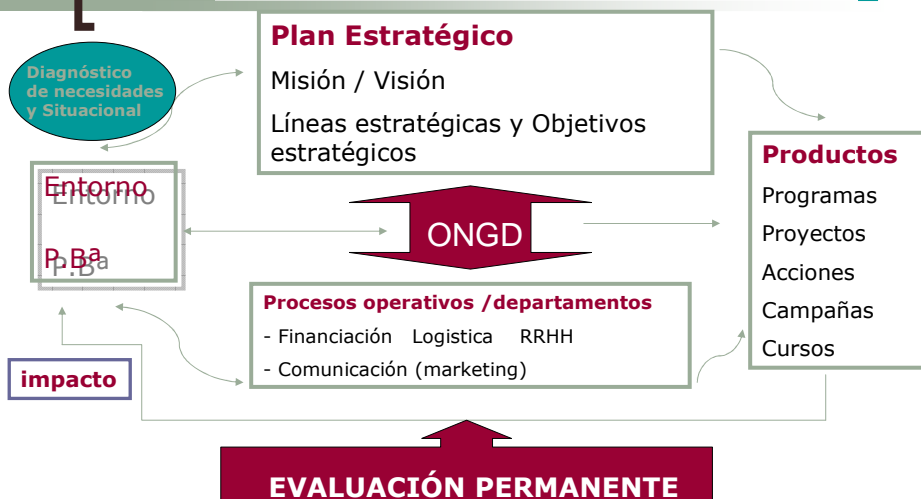 Diagnóstico
de necesidades
y Situacional
Plan Estratégico
Misión / Visión
Líneas estratégicas y Objetivos
estratégicos
Entorno
P.Bª
ONGD
Productos
Programas
Proyectos
Acciones
Campañas
Cursos
Procesos operativos /departamentos
- Financiación Logistica RRHH
- Comunicación (marketing)
impacto
EVALUACIÓN PERMANENTE